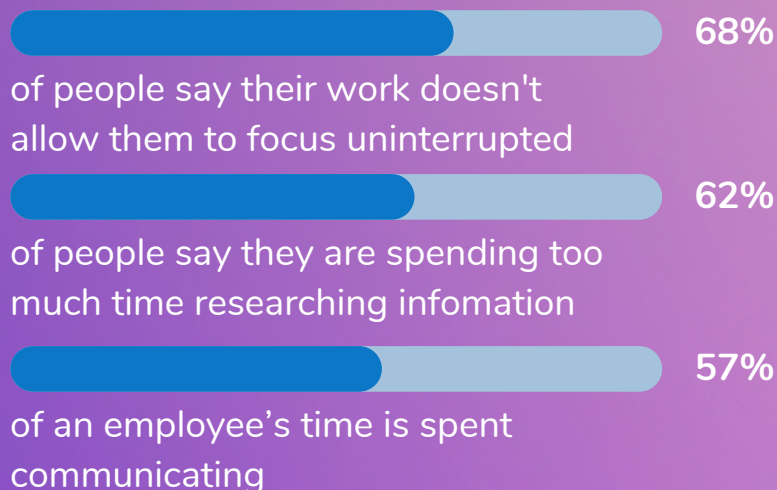 68%
of people say their work doesn't
allow them to focus uninterrupted
62%
of people say they are spending too
much time researching infomation
57%
of an employee’s time is spent
communicating